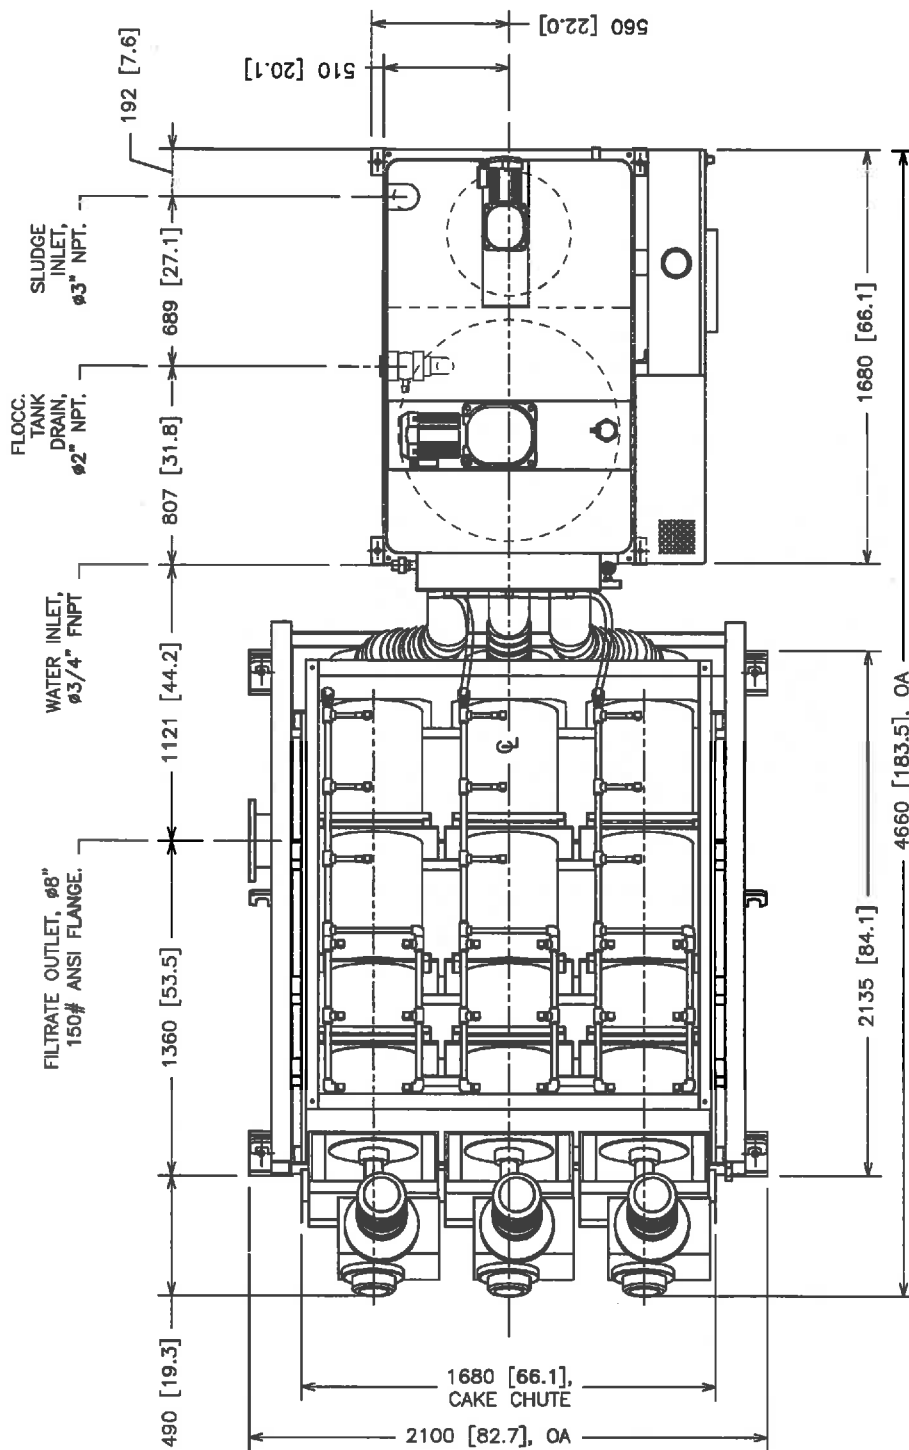 560 [22.0]
510 [20.1]
192 [7.6]
SLUDGE
INLET,
ø3" NPT.
689 [27.1]
FLOCC.
TANK
DRAIN,
ø2" NPT.
807 [31.8]
1680 [66.1]
WATER INLET,
ø3/4" FNPT
1121 [44.2]
℄
4660 [183.5], OA
FILTRATE OUTLET, ø8"
150# ANSI FLANGE.
1360 [53.5]
2135 [84.1]
490 [19.3]
1680 [66.1],
CAKE CHUTE
2100 [82.7], OA